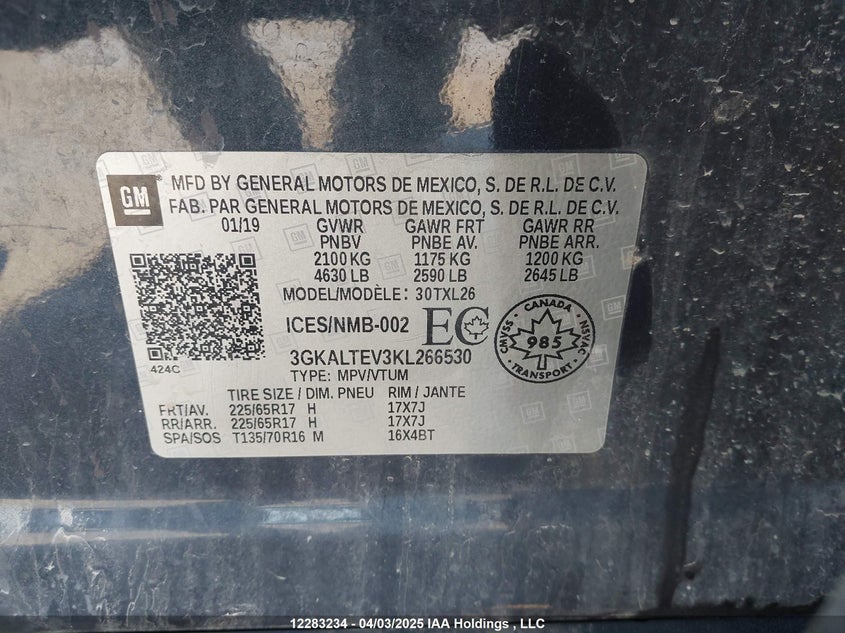 GM
MFD BY GENERAL MOTORS DE MEXICO, S. DE R.L. DE C.V.
FAB. PAR GENERAL MOTORS DE MEXICO, S. DE R.L. DE C.V.
01/19 GVWR GAWR FRT GAWR RR
PNBV PNBE AV. PNBE ARR.
2100 KG 1175 KG 1200 KG
4630 LB 2590 LB 2645 LB
MODEL/MODÈLE: 30TXL26
ICES/NMB-002 EC
CANADA
CMVSS 985 NSVAC
3GKALTEV3KL266530
424C
TYPE: MPV/VTUM
TIRE SIZE / DIM. PNEU RIM / JANTE
FRT/AV. 225/65R17 H 17X7J
RR/ARR. 225/65R17 H 17X7J
SPA/SOS T135/70R16 M 16X4BT
12283234 - 04/03/2025 IAA Holdings , LLC